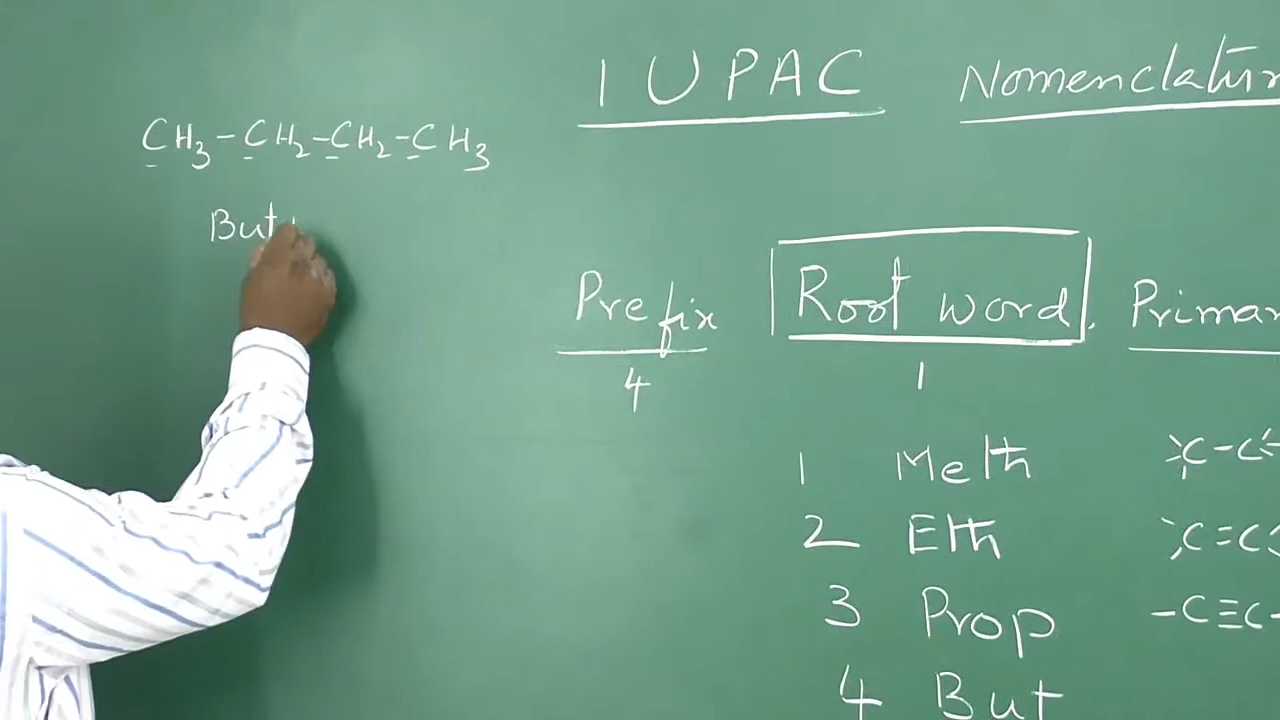 IUPAC Nomenclatur
CH3-CH2-CH2-CH3
But
Prefix Root word. Primar
4 1
1 Meth C-C
2 Eth C=C
3 Prop -C≡C-
4 But